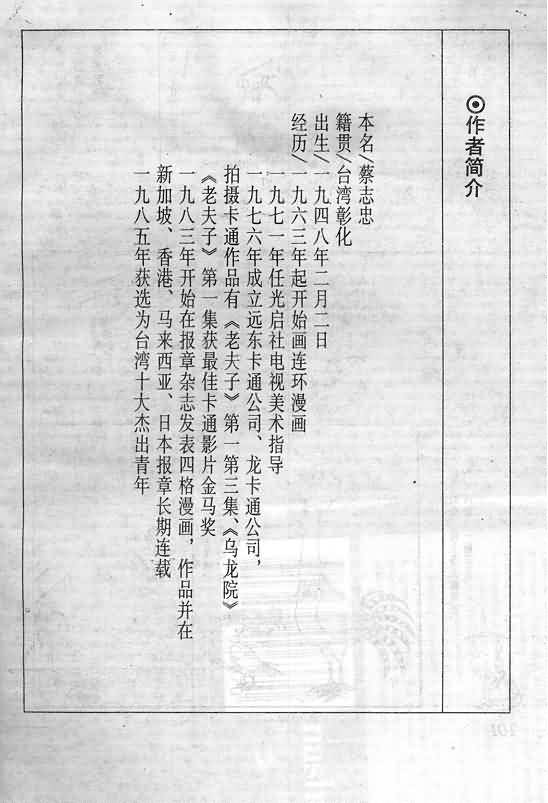 ◉作者简介
本名/蔡志忠
籍贯/台湾彰化
出生/一九四八年二月二日
经历/一九六三年起开始画连环漫画
一九七一年任光启社电视美术指导
一九七六年成立远东卡通公司、龙卡通公司，
拍摄卡通作品有《老夫子》第一第三集、《乌龙院》
《老夫子》第一集获最佳卡通影片金马奖
一九八三年开始在报章杂志发表四格漫画，作品并在
新加坡、香港、马来西亚、日本报章长期连载
一九八五年获选为台湾十大杰出青年